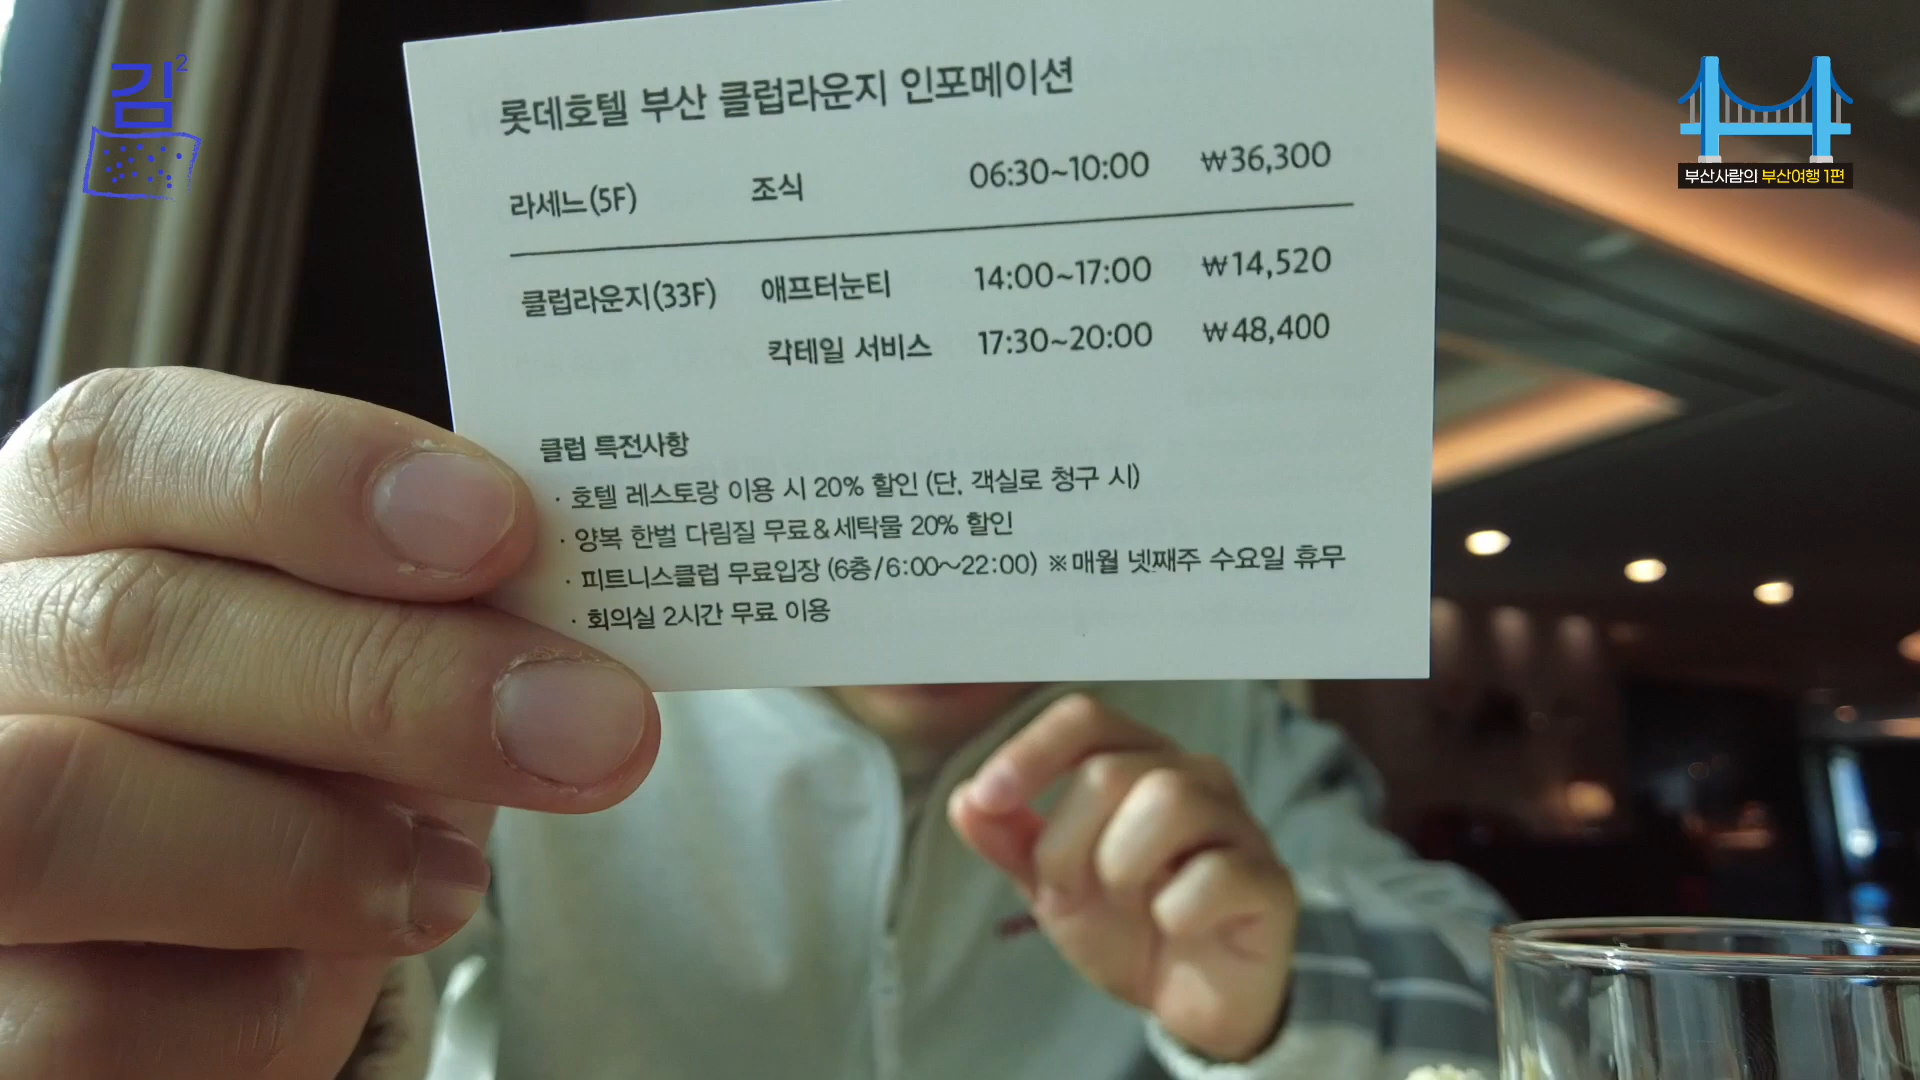 김²
부산사람의 부산여행 1편
롯데호텔 부산 클럽라운지 인포메이션
라세느(5F) 조식 06:30~10:00 ₩36,300
클럽라운지(33F) 애프터눈티 14:00~17:00 ₩14,520
칵테일 서비스 17:30~20:00 ₩48,400
클럽 특전사항
· 호텔 레스토랑 이용 시 20% 할인 (단, 객실로 청구 시)
· 양복 한벌 다림질 무료&세탁물 20% 할인
· 피트니스클럽 무료입장 (6층/6:00~22:00) ※매월 넷째주 수요일 휴무
· 회의실 2시간 무료 이용